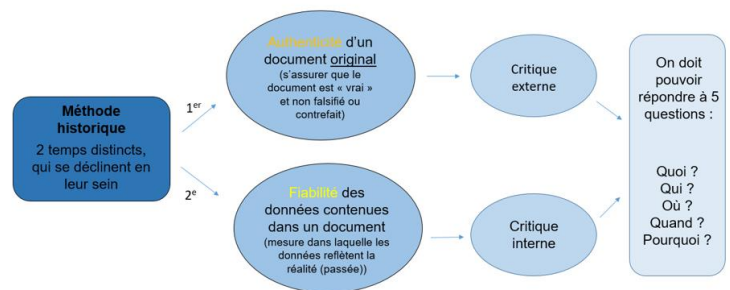 Méthode
historique
2 temps distincts,
qui se déclinent en
leur sein
1er
Authenticité d'un
document original
(s'assurer que le
document est « vrai »
et non falsifié ou
contrefait)
Critique
externe
2e
Fiabilité des
données contenues
dans un document
(mesure dans laquelle les
données reflètent la
réalité (passée))
Critique
interne
On doit
pouvoir
répondre à 5
questions :
Quoi ?
Qui ?
Où ?
Quand ?
Pourquoi ?